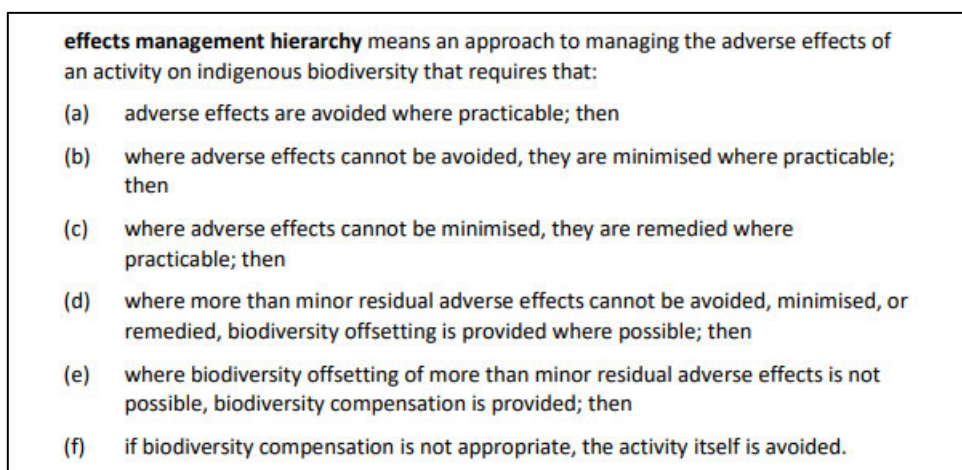 effects management hierarchy means an approach to managing the adverse effects of
an activity on indigenous biodiversity that requires that:
(a) adverse effects are avoided where practicable; then
(b) where adverse effects cannot be avoided, they are minimised where practicable;
then
(c) where adverse effects cannot be minimised, they are remedied where
practicable; then
(d) where more than minor residual adverse effects cannot be avoided, minimised, or
remedied, biodiversity offsetting is provided where possible; then
(e) where biodiversity offsetting of more than minor residual adverse effects is not
possible, biodiversity compensation is provided; then
(f) if biodiversity compensation is not appropriate, the activity itself is avoided.